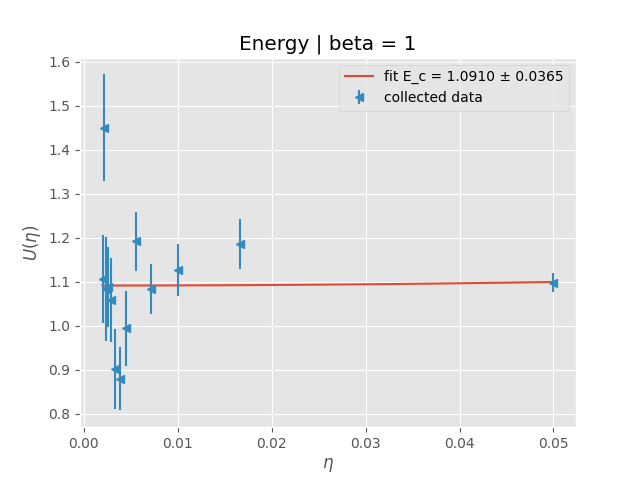 Energy | beta = 1
fit E_c = 1.0910 ± 0.0365
collected data
U(η)
1.6
1.5
1.4
1.3
1.2
1.1
1.0
0.9
0.8
0.00 0.01 0.02 0.03 0.04 0.05
η